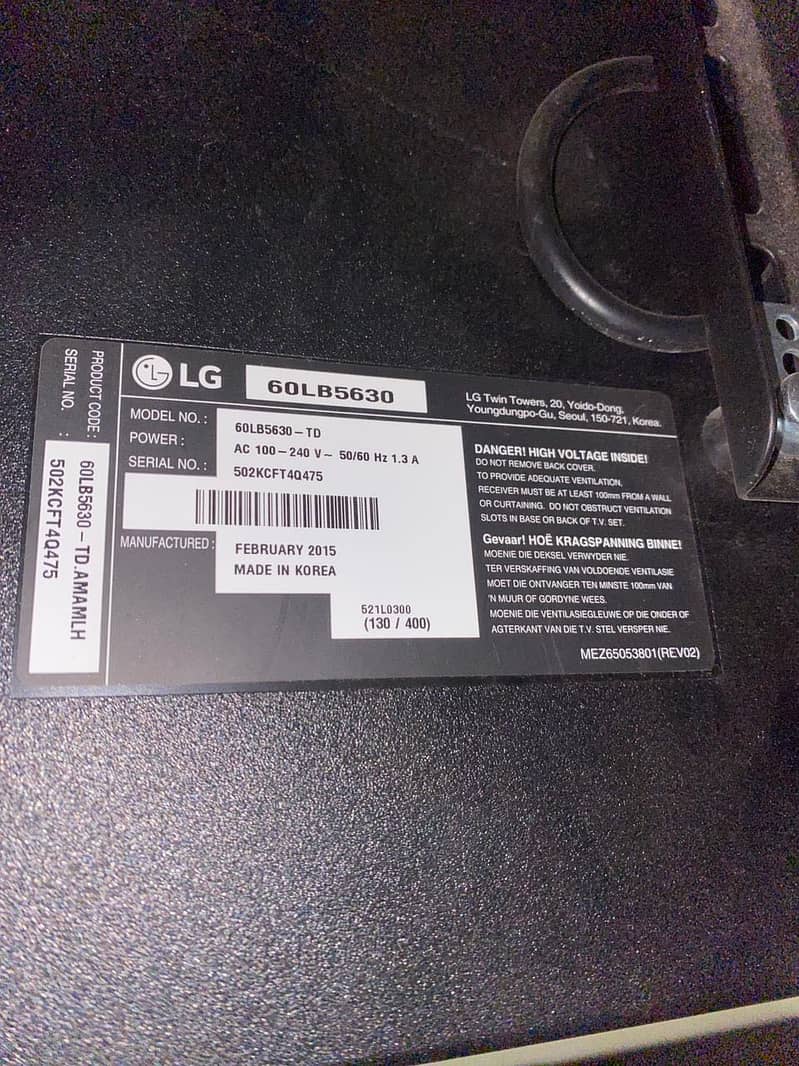 LG
60LB5630
LG Twin Towers, 20, Yoido-Dong,
Youngdungpo-Gu, Seoul, 150-721, Korea.
PRODUCT CODE : 60LB5630-TD.AMAMLH
SERIAL NO. : 502KCFT4Q475
MODEL NO. : 60LB5630-TD
POWER : AC 100-240 V~ 50/60 Hz 1.3 A
SERIAL NO. : 502KCFT4Q475
MANUFACTURED : FEBRUARY 2015
MADE IN KOREA
521L0300
(130 / 400)
DANGER! HIGH VOLTAGE INSIDE!
DO NOT REMOVE BACK COVER.
TO PROVIDE ADEQUATE VENTILATION,
RECEIVER MUST BE AT LEAST 100mm FROM A WALL
OR CURTAINING. DO NOT OBSTRUCT VENTILATION
SLOTS IN BASE OR BACK OF T.V. SET.
Gevaar! HOË KRAGSPANNING BINNE!
MOENIE DIE DEKSEL VERWYDER NIE.
TER VERSKAFFING VAN VOLDOENDE VENTILASIE
MOET DIE ONTVANGER TEN MINSTE 100mm VAN
'N MUUR OF GORDYNE WEES.
MOENIE DIE VENTILASIEGLEUWE OP DIE ONDER OF
AGTERKANT VAN DIE T.V. STEL VERSPER NIE.
MEZ65053801(REV02)